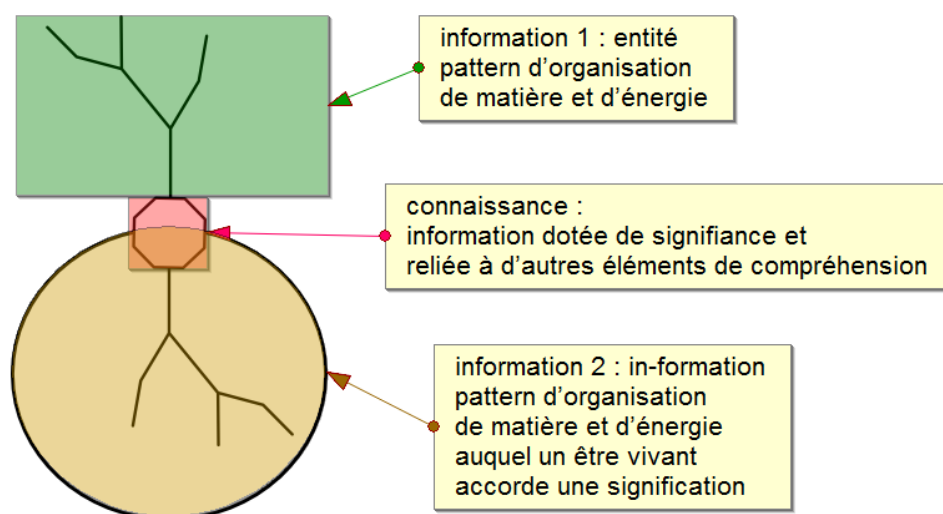 information 1 : entité
pattern d’organisation
de matière et d’énergie
connaissance :
information dotée de signifiance et
reliée à d’autres éléments de compréhension
information 2 : in-formation
pattern d’organisation
de matière et d’énergie
auquel un être vivant
accorde une signification